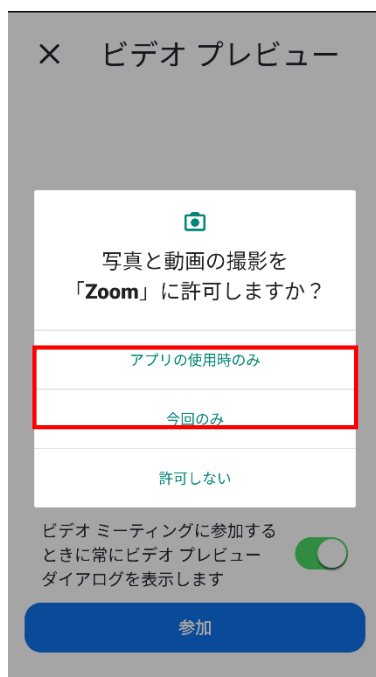 ビデオ プレビュー
写真と動画の撮影を
「Zoom」に許可しますか？
アプリの使用時のみ
今回のみ
許可しない
ビデオ ミーティングに参加する
ときに常にビデオ プレビュー
ダイアログを表示します
参加